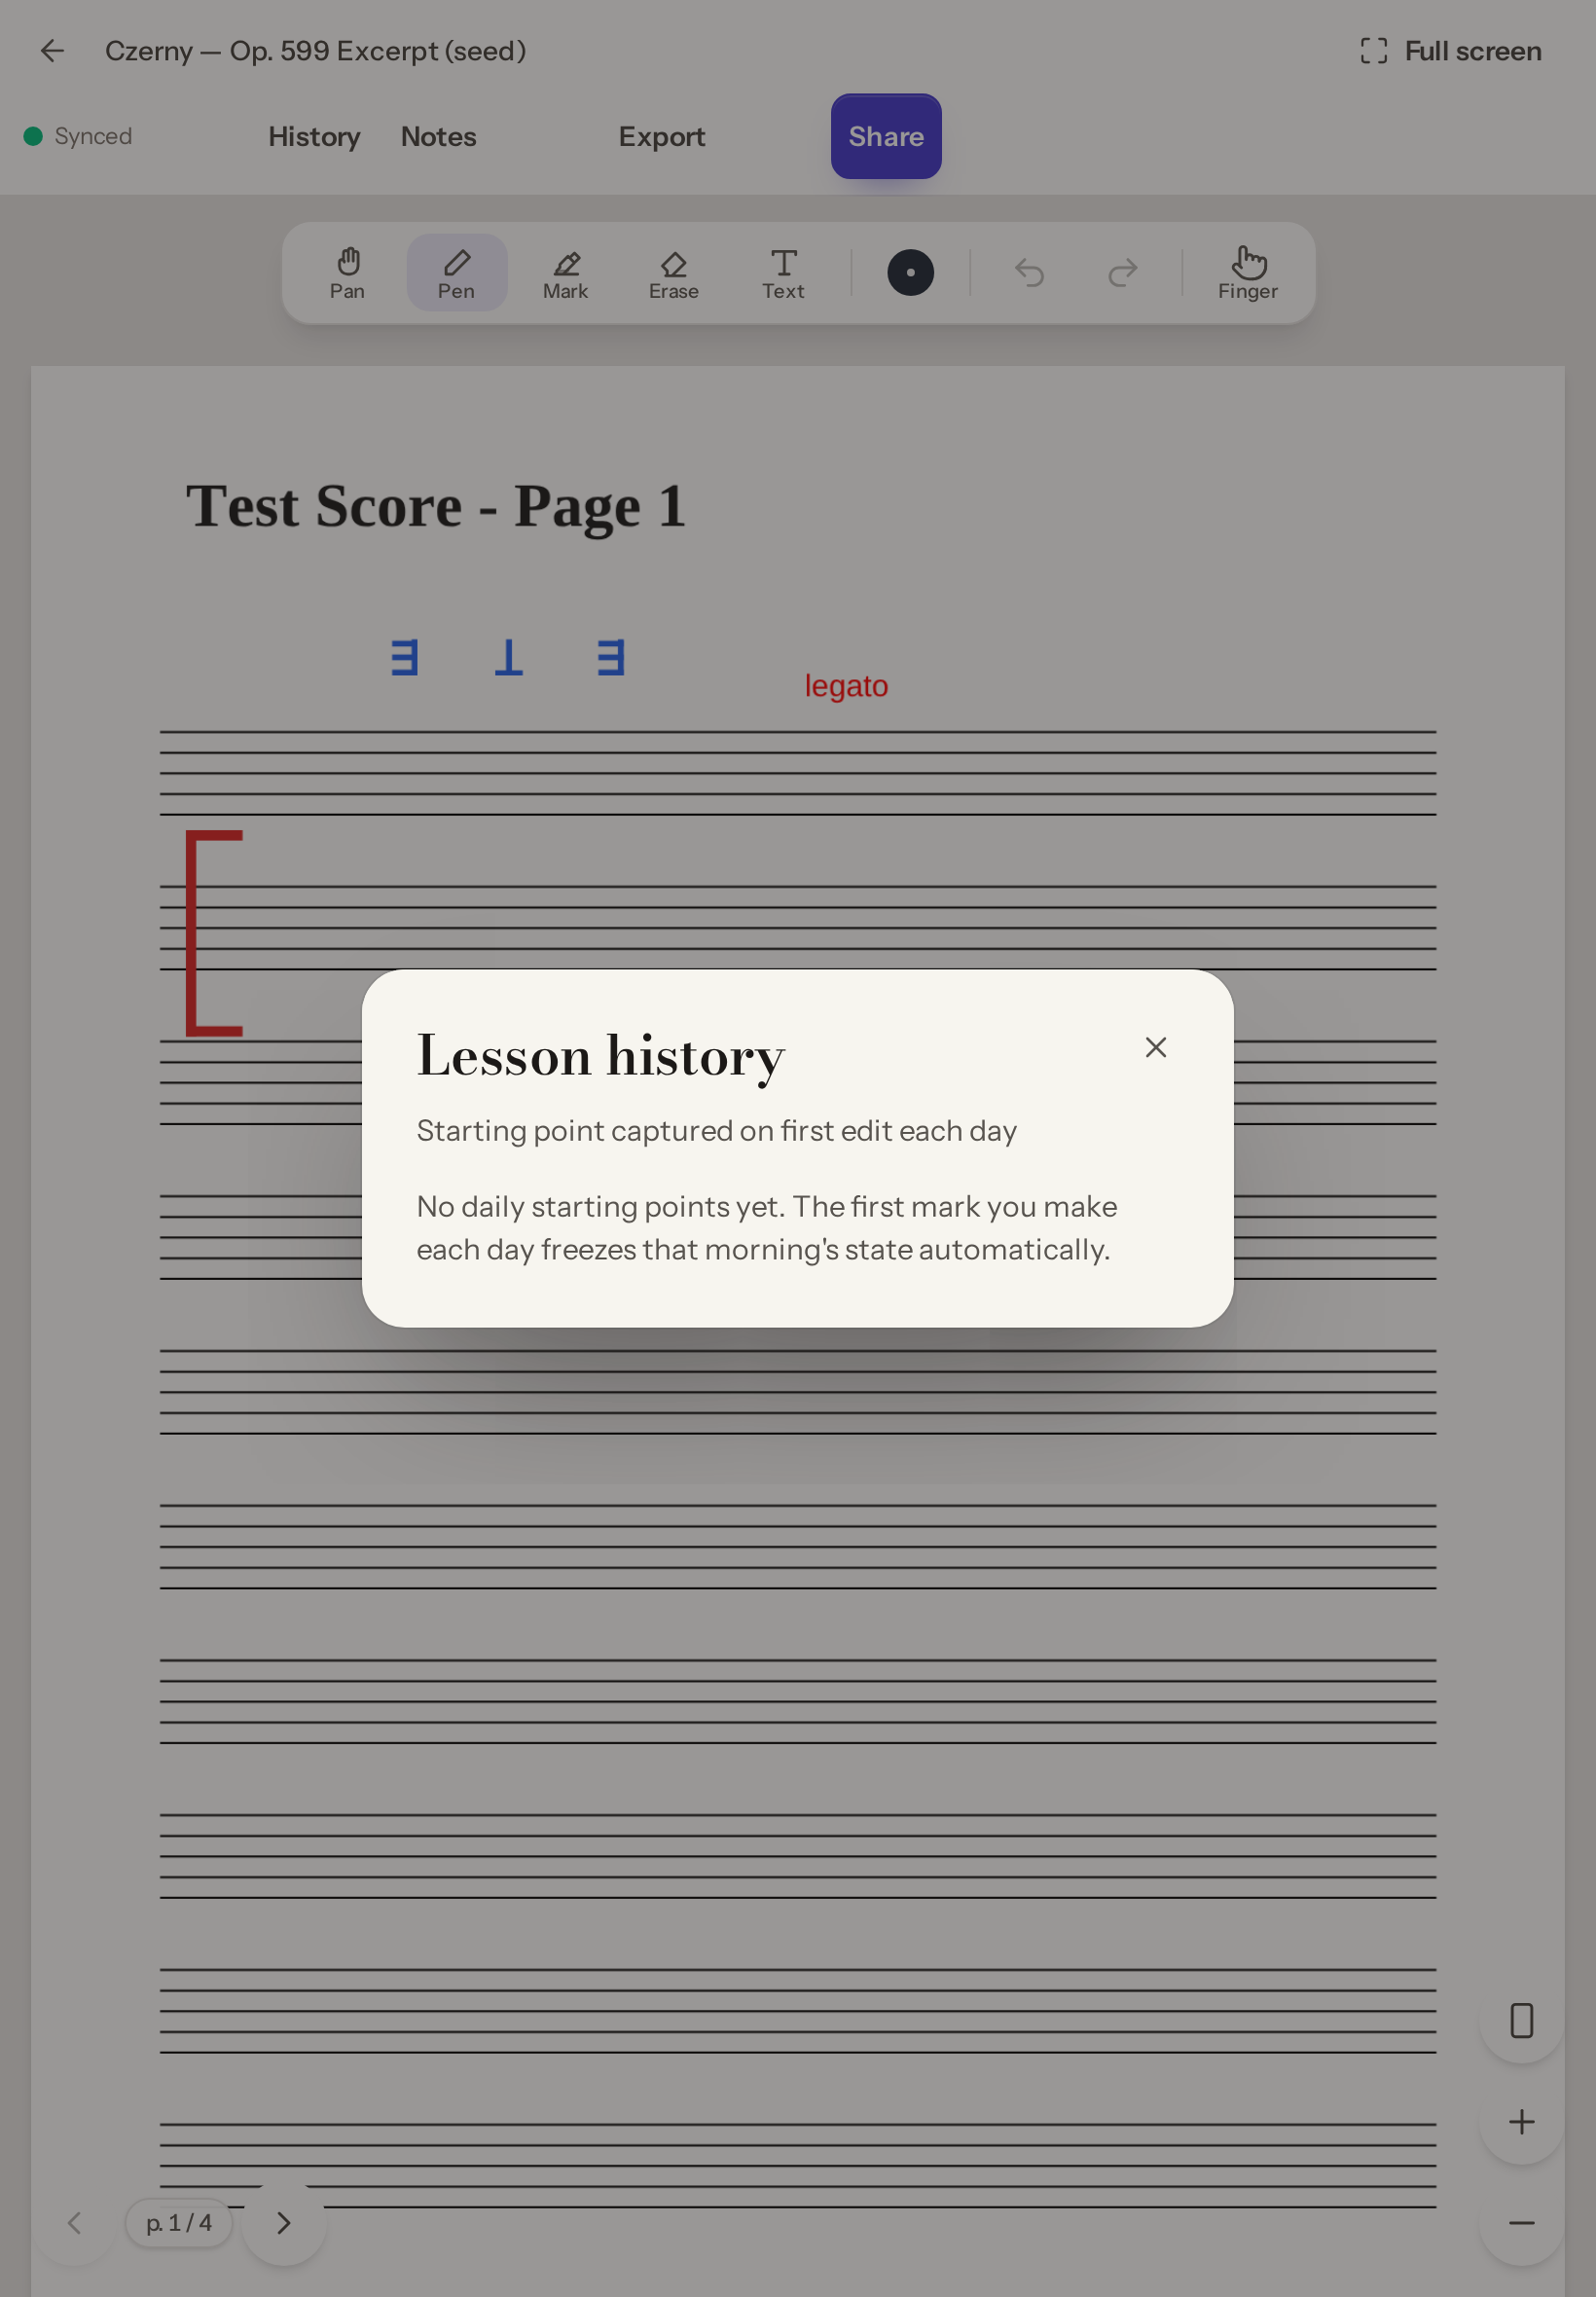 Czerny — Op. 599 Excerpt (seed)
Full screen
Synced
History
Notes
Export
Share
Pan
Pen
Mark
Erase
Text
Finger
Test Score - Page 1
legato
Lesson history
Starting point captured on first edit each day
No daily starting points yet. The first mark you make
each day freezes that morning's state automatically.
p. 1 / 4